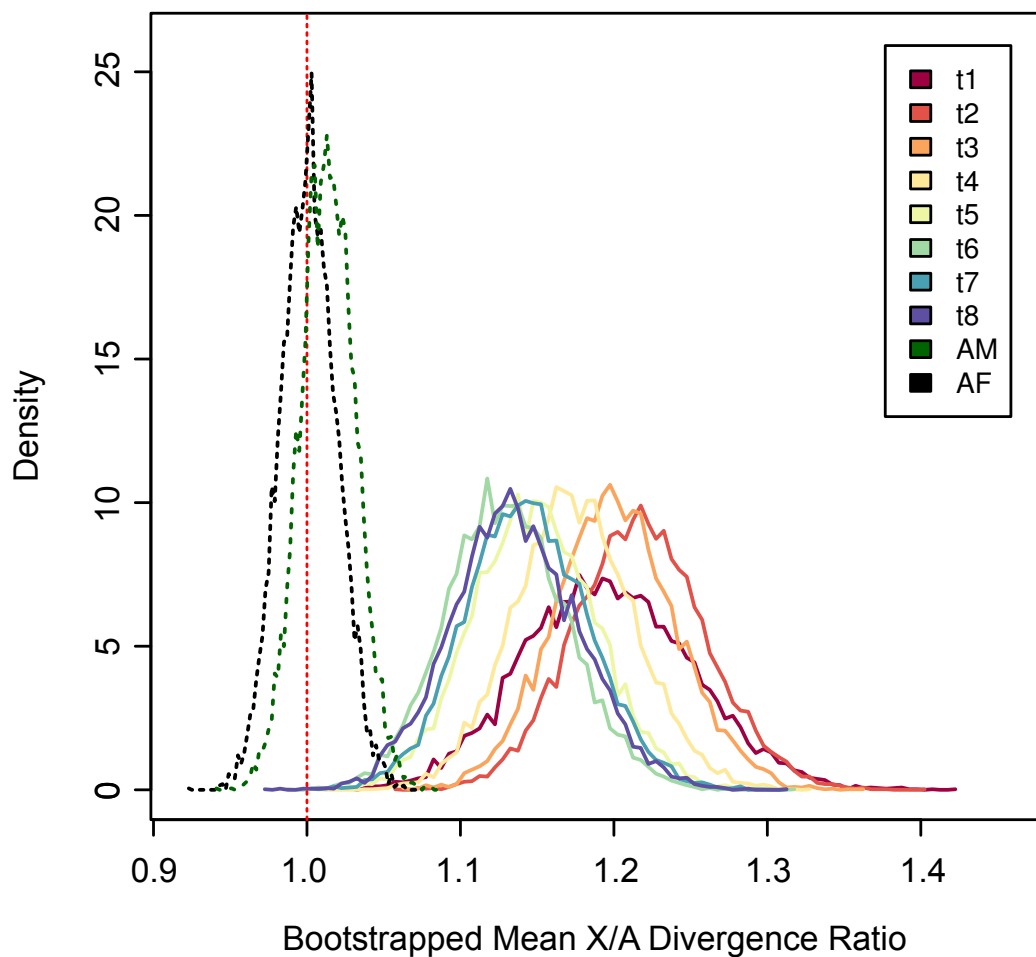 25
20
15
10
5
0
Density
t1
t2
t3
t4
t5
t6
t7
t8
AM
AF
0.9 1.0 1.1 1.2 1.3 1.4
Bootstrapped Mean X/A Divergence Ratio